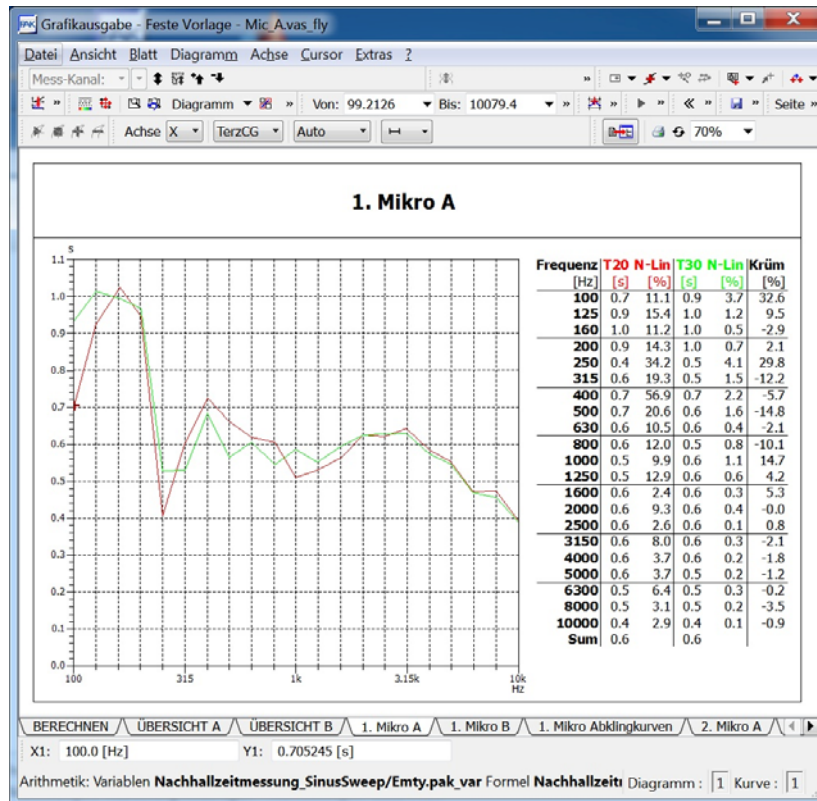 Grafikausgabe - Feste Vorlage - Mic_A.vas_fly
Datei Ansicht Blatt Diagramm Achse Cursor Extras ?
Mess-Kanal:
Diagramm Von: 99.2126 Bis: 10079.4 Seite
Achse X TerzCG Auto 70%
1. Mikro A
s
1.1
1.0
0.9
0.8
0.7
0.6
0.5
0.4
0.3
0.2
0.1
0.0
100 315 1k 3.15k 10k
Hz
Frequenz T20 N-Lin T30 N-Lin Krüm
[Hz] [s] [%] [s] [%] [%]
100 0.7 11.1 0.9 3.7 32.6
125 0.9 15.4 1.0 1.2 9.5
160 1.0 11.2 1.0 0.5 -2.9
200 0.9 14.3 1.0 0.7 2.1
250 0.4 34.2 0.5 4.1 29.8
315 0.6 19.3 0.5 1.5 -12.2
400 0.7 56.9 0.7 2.2 -5.7
500 0.7 20.6 0.6 1.6 -14.8
630 0.6 10.5 0.6 0.4 -2.1
800 0.6 12.0 0.5 0.8 -10.1
1000 0.5 9.9 0.6 1.1 14.7
1250 0.5 12.9 0.6 0.6 4.2
1600 0.6 2.4 0.6 0.3 5.3
2000 0.6 9.3 0.6 0.4 -0.0
2500 0.6 2.6 0.6 0.1 0.8
3150 0.6 8.0 0.6 0.3 -2.1
4000 0.6 3.7 0.6 0.2 -1.8
5000 0.6 3.7 0.5 0.2 -1.2
6300 0.5 6.4 0.5 0.3 -0.2
8000 0.5 3.1 0.5 0.2 -3.5
10000 0.4 2.9 0.4 0.1 -0.9
Sum 0.6 0.6
BERECHNEN ÜBERSICHT A ÜBERSICHT B 1. Mikro A 1. Mikro B 1. Mikro Abklingkurven 2. Mikro A
X1: 100.0 [Hz] Y1: 0.705245 [s]
Arithmetik: Variablen Nachhallzeitmessung_SinusSweep/Emty.pak_var Formel Nachhallzeit Diagramm : 1 Kurve : 1